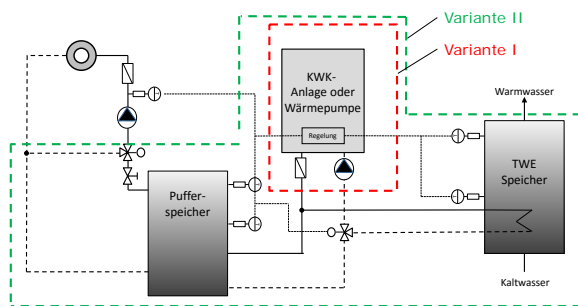 Variante II
Variante I
KWK-
Anlage oder
Wärmepumpe
Regelung
Warmwasser
TWE
Speicher
Puffer-
speicher
Kaltwasser